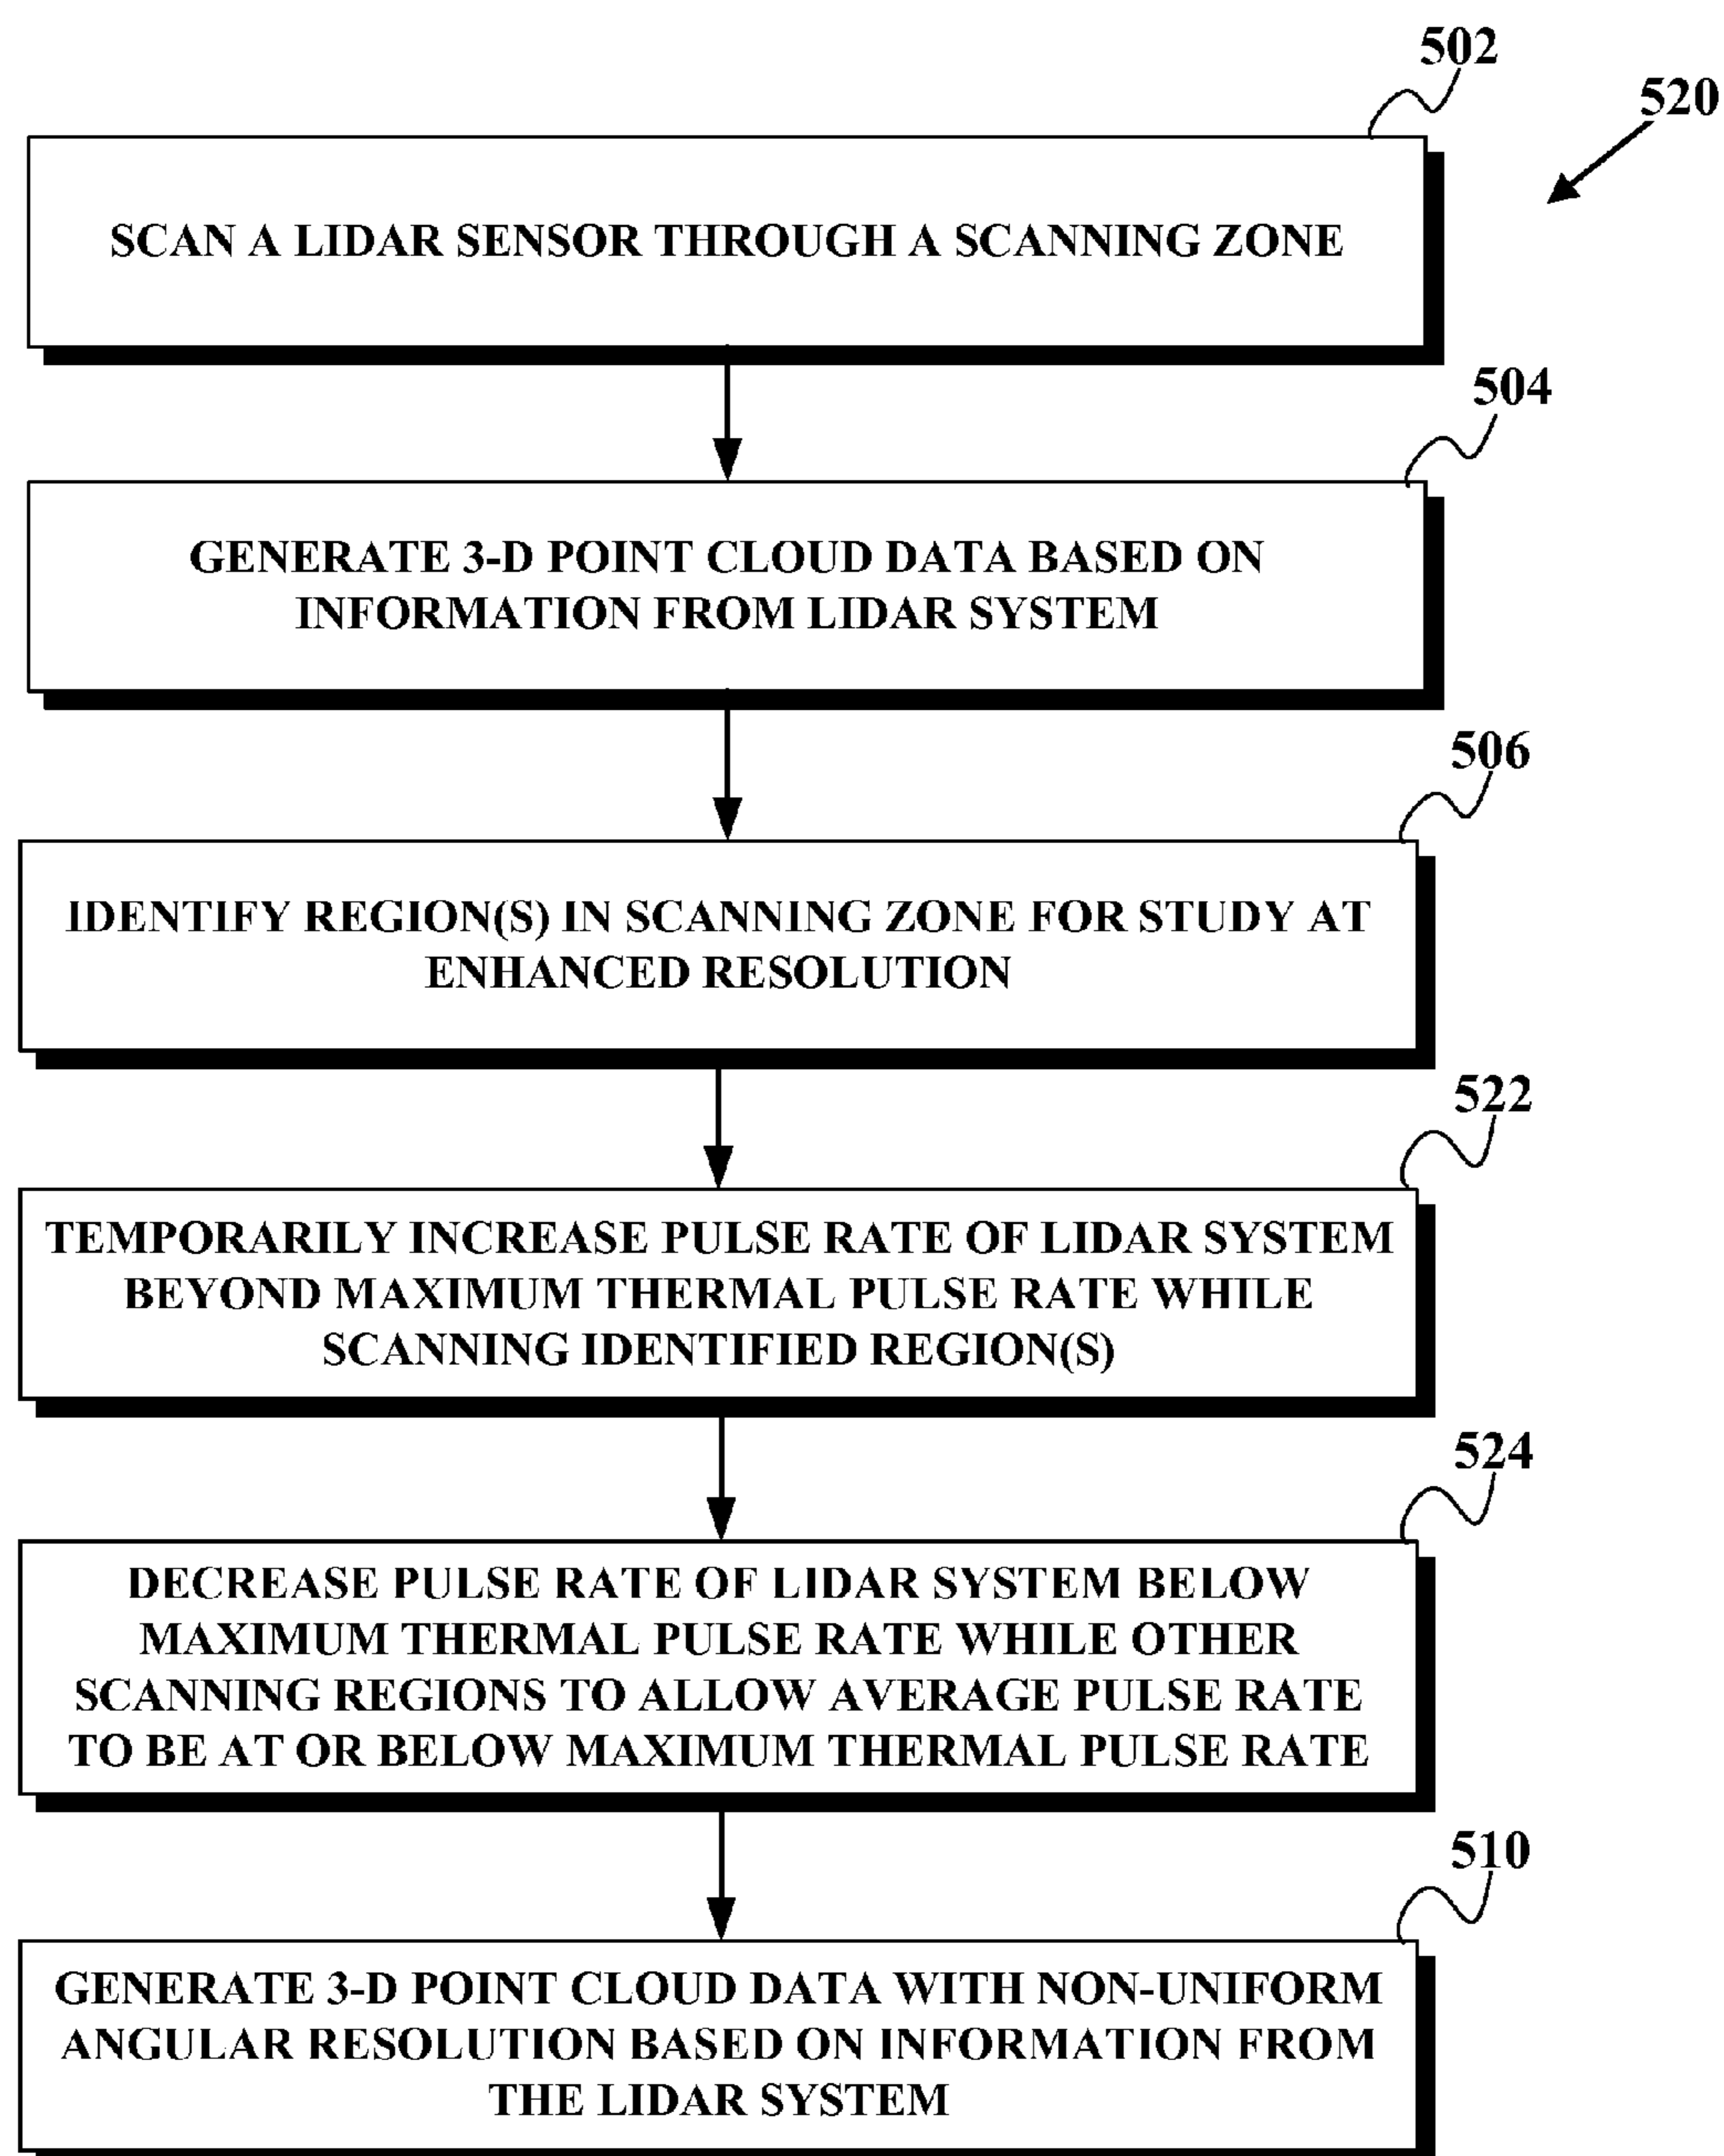 502
520
SCAN A LIDAR SENSOR THROUGH A SCANNING ZONE
504
GENERATE 3-D POINT CLOUD DATA BASED ON
INFORMATION FROM LIDAR SYSTEM
506
IDENTIFY REGION(S) IN SCANNING ZONE FOR STUDY AT
ENHANCED RESOLUTION
522
TEMPORARILY INCREASE PULSE RATE OF LIDAR SYSTEM
BEYOND MAXIMUM THERMAL PULSE RATE WHILE
SCANNING IDENTIFIED REGION(S)
524
DECREASE PULSE RATE OF LIDAR SYSTEM BELOW
MAXIMUM THERMAL PULSE RATE WHILE OTHER
SCANNING REGIONS TO ALLOW AVERAGE PULSE RATE
TO BE AT OR BELOW MAXIMUM THERMAL PULSE RATE
510
GENERATE 3-D POINT CLOUD DATA WITH NON-UNIFORM
ANGULAR RESOLUTION BASED ON INFORMATION FROM
THE LIDAR SYSTEM